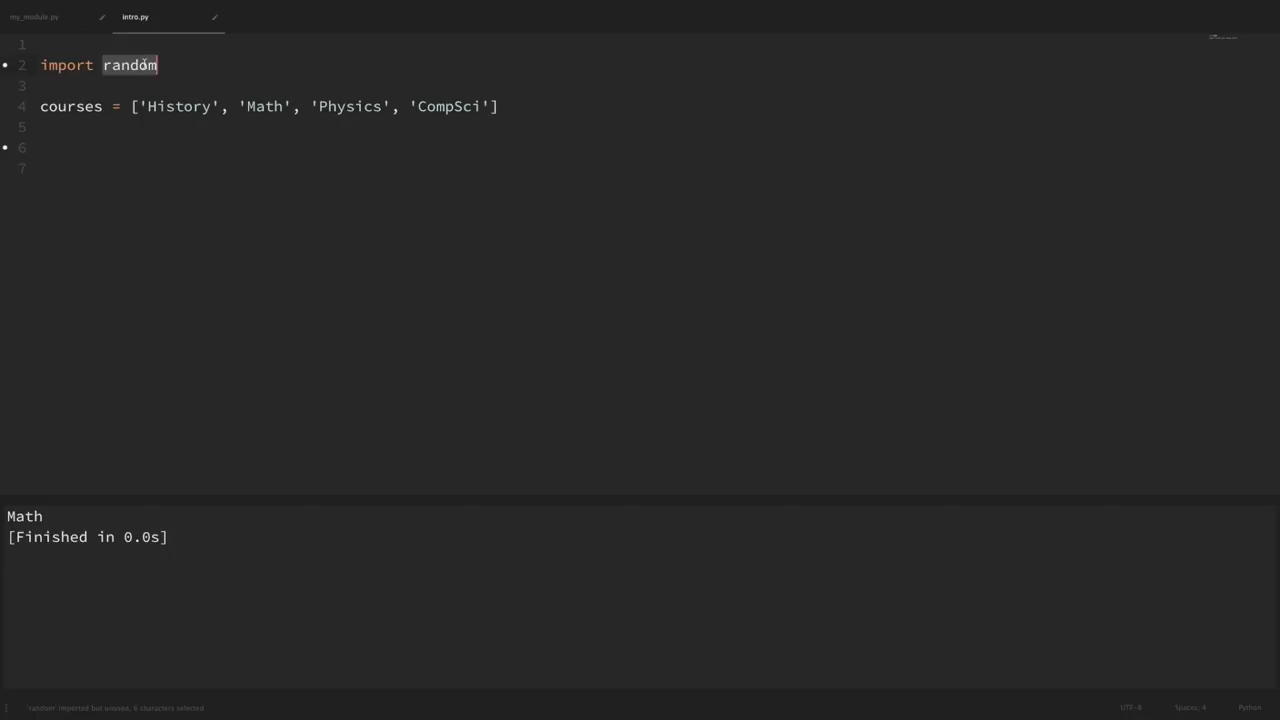 my_module.py
intro.py
1
2 import random
3
4 courses = ['History', 'Math', 'Physics', 'CompSci']
5
6
7
Math
[Finished in 0.0s]
'random' imported but unused, 6 characters selected
UTF-8
Spaces: 4
Python